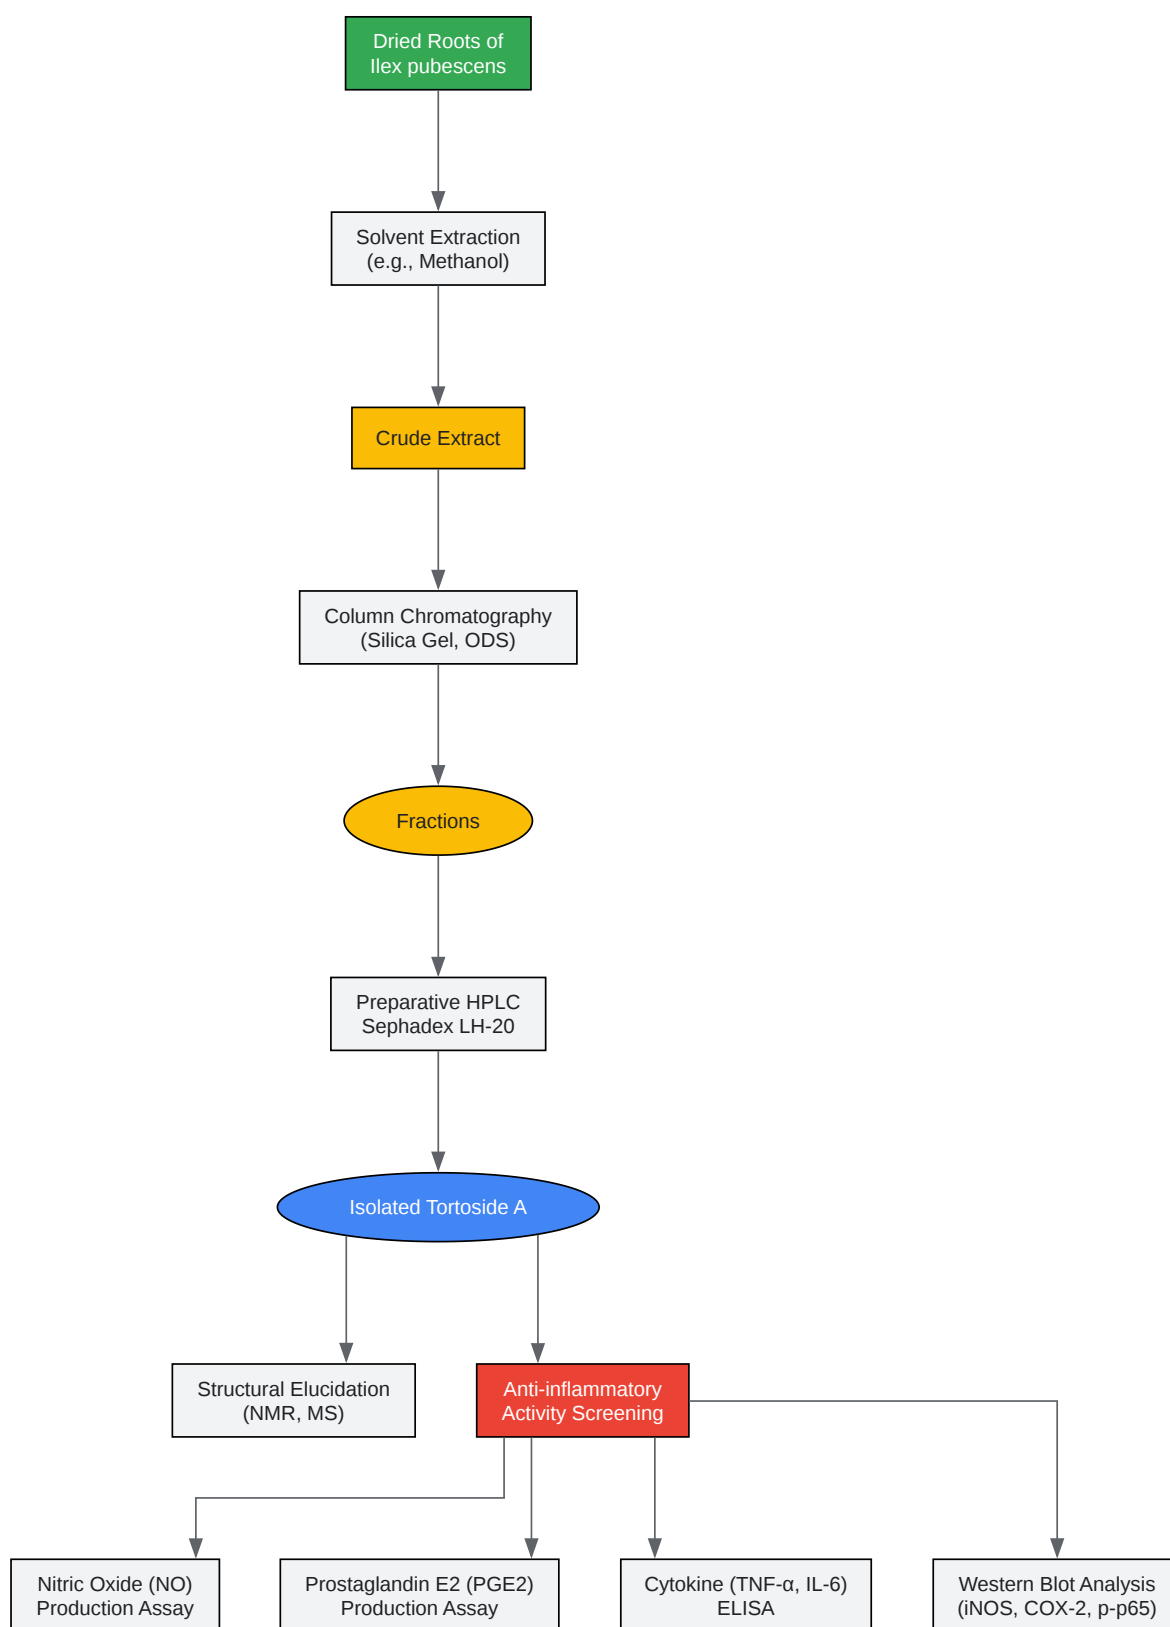 Dried Roots of
Ilex pubescens
Solvent Extraction
(e.g., Methanol)
Crude Extract
Column Chromatography
(Silica Gel, ODS)
Fractions
Preparative HPLC
Sephadex LH-20
Isolated Tortoside A
Structural Elucidation
(NMR, MS)
Anti-inflammatory
Activity Screening
Nitric Oxide (NO)
Production Assay
Prostaglandin E2 (PGE2)
Production Assay
Cytokine (TNF-α, IL-6)
ELISA
Western Blot Analysis
(iNOS, COX-2, p-p65)